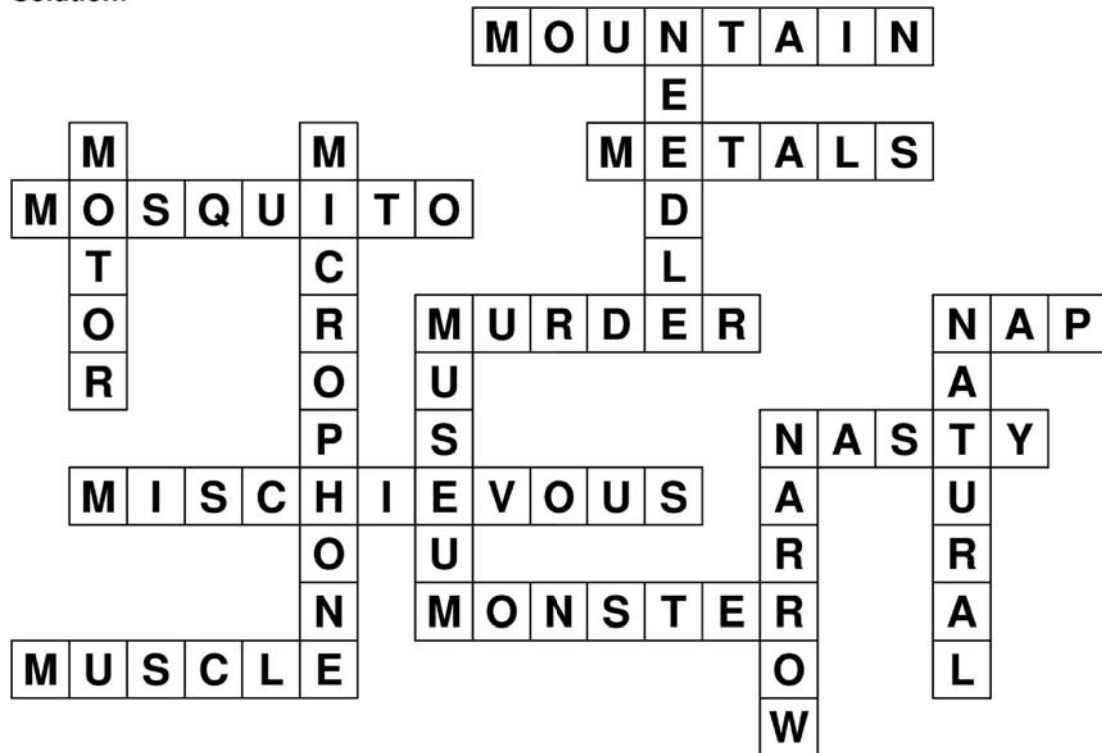 Solution:
MOUNTAIN
NEEDLE
METALS
MOTOR
MICROPHONE
MOSQUITO
MURDER
MUSEUM
NAP
NATURAL
NASTY
NARROW
MISCHIEVOUS
MONSTER
MUSCLE